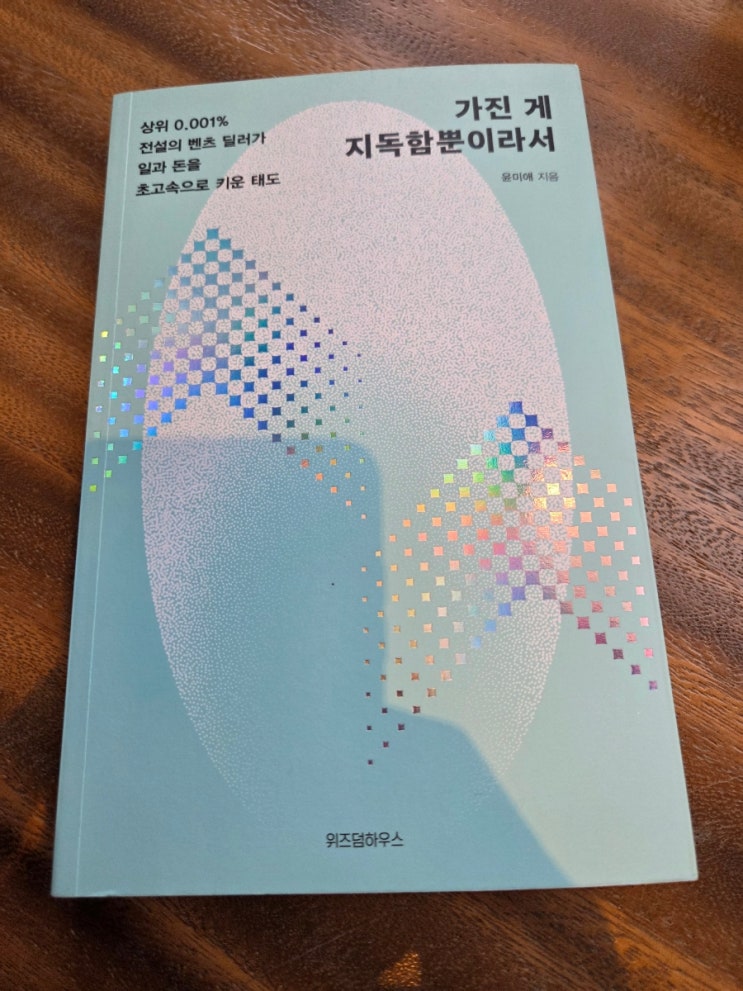 상위 0.001%
전설의 벤츠 딜러가
일과 돈을
초고속으로 키운 태도
가진 게
지독함뿐이라서
윤미애 지음
위즈덤하우스